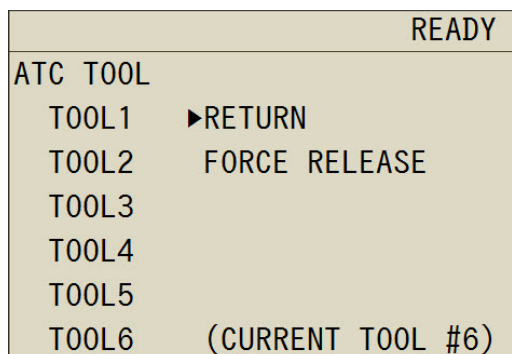 READY
ATC TOOL
TOOL1 ▶RETURN
TOOL2 FORCE RELEASE
TOOL3
TOOL4
TOOL5
TOOL6 (CURRENT TOOL #6)